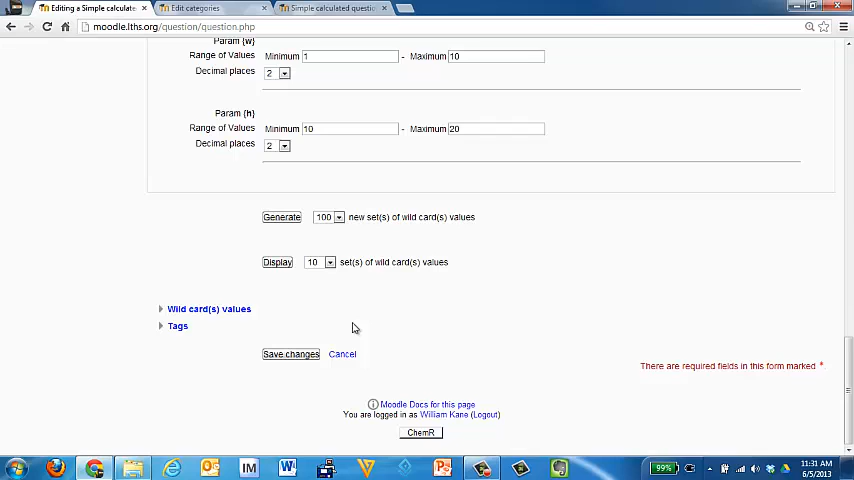 Editing a Simple calculate
Edit categories
Simple calculated questio
moodle.lths.org/question/question.php
Param {w}
Range of Values Minimum 1 - Maximum 10
Decimal places 2
Param {h}
Range of Values Minimum 10 - Maximum 20
Decimal places 2
Generate 100 new set(s) of wild card(s) values
Display 10 set(s) of wild card(s) values
Wild card(s) values
Tags
Save changes Cancel
There are required fields in this form marked *.
Moodle Docs for this page
You are logged in as William Kane (Logout)
ChemR
99%
11:31 AM
6/5/2013